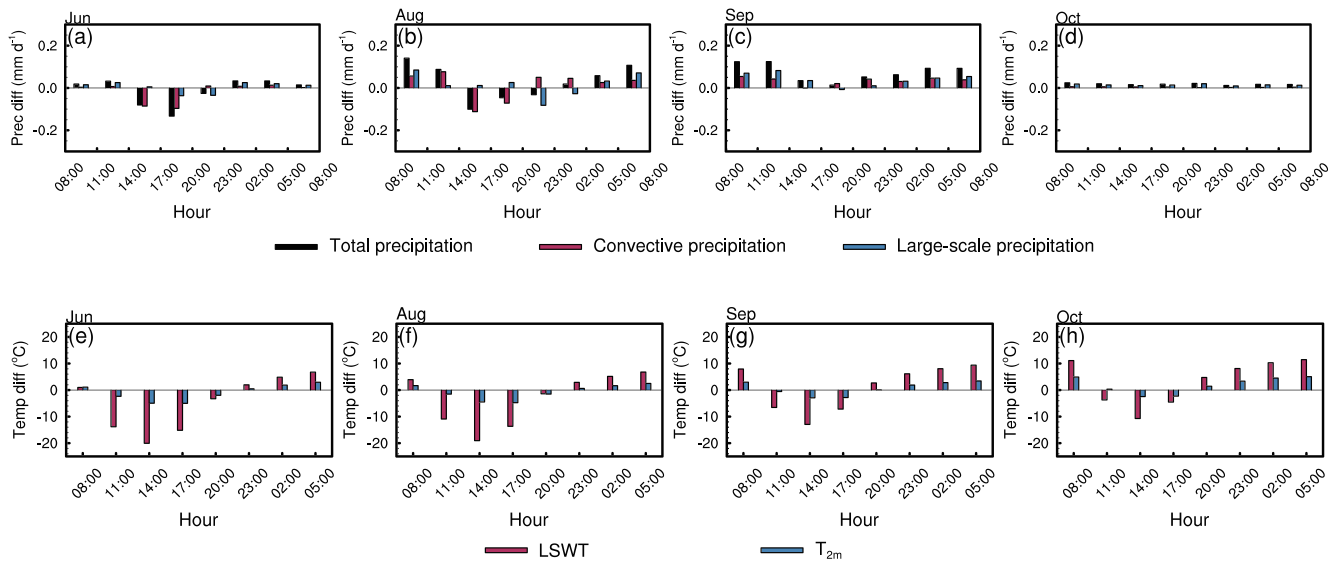 Jun
(a)
Prec diff (mm d⁻¹)
0.2
0.0
-0.2
08:00 11:00 14:00 17:00 20:00 23:00 02:00 05:00 08:00
Hour
Aug
(b)
Prec diff (mm d⁻¹)
0.2
0.0
-0.2
08:00 11:00 14:00 17:00 20:00 23:00 02:00 05:00 08:00
Hour
Sep
(c)
Prec diff (mm d⁻¹)
0.2
0.0
-0.2
08:00 11:00 14:00 17:00 20:00 23:00 02:00 05:00 08:00
Hour
Oct
(d)
Prec diff (mm d⁻¹)
0.2
0.0
-0.2
08:00 11:00 14:00 17:00 20:00 23:00 02:00 05:00 08:00
Hour
Total precipitation Convective precipitation Large-scale precipitation
Jun
(e)
Temp diff (°C)
20
10
0
-10
-20
08:00 11:00 14:00 17:00 20:00 23:00 02:00 05:00
Hour
Aug
(f)
Temp diff (°C)
20
10
0
-10
-20
08:00 11:00 14:00 17:00 20:00 23:00 02:00 05:00
Hour
Sep
(g)
Temp diff (°C)
20
10
0
-10
-20
08:00 11:00 14:00 17:00 20:00 23:00 02:00 05:00
Hour
Oct
(h)
Temp diff (°C)
20
10
0
-10
-20
08:00 11:00 14:00 17:00 20:00 23:00 02:00 05:00
Hour
LSWT T₂ₘ